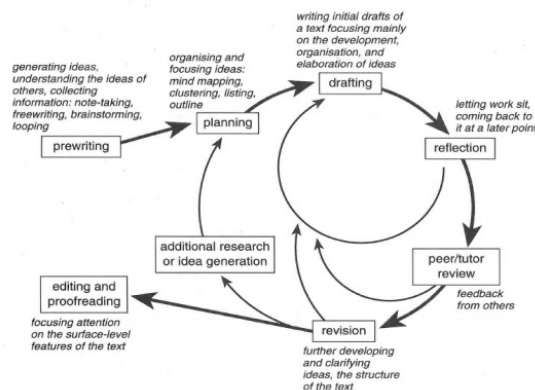 writing initial drafts of
a text focusing mainly
on the development,
organisation, and
elaboration of ideas
drafting
organising and
focusing ideas:
mind mapping,
clustering, listing,
outline
planning
generating ideas,
understanding the ideas of
others, collecting
information: note-taking,
freewriting, brainstorming,
looping
prewriting
letting work sit,
coming back to
it at a later point
reflection
peer/tutor
review
feedback
from others
additional research
or idea generation
revision
further developing
and clarifying
ideas, the structure
of the text
editing and
proofreading
focusing attention
on the surface-level
features of the text